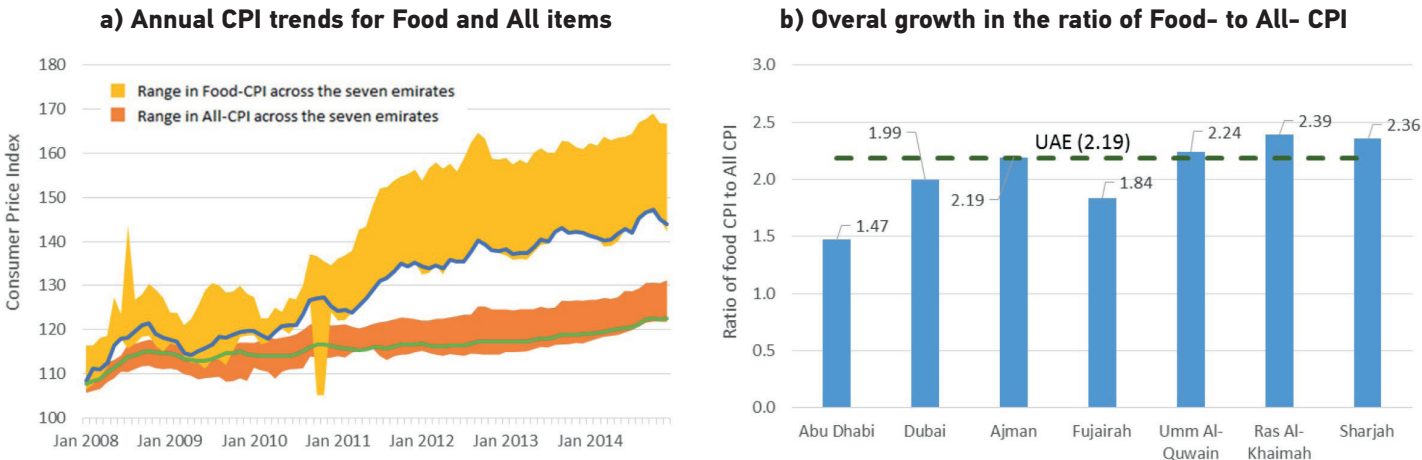 a) Annual CPI trends for Food and All items
Consumer Price Index
180
170
160
150
140
130
120
110
100
Range in Food-CPI across the seven emirates
Range in All-CPI across the seven emirates
Jan 2008 Jan 2009 Jan 2010 Jan 2011 Jan 2012 Jan 2013 Jan 2014
b) Overal growth in the ratio of Food- to All- CPI
Ratio of food CPI to All CPI
3.0
2.5
2.0
1.5
1.0
0.5
0.0
UAE (2.19)
1.47
1.99
2.19
1.84
2.24
2.39
2.36
Abu Dhabi
Dubai
Ajman
Fujairah
Umm Al-
Quwain
Ras Al-
Khaimah
Sharjah